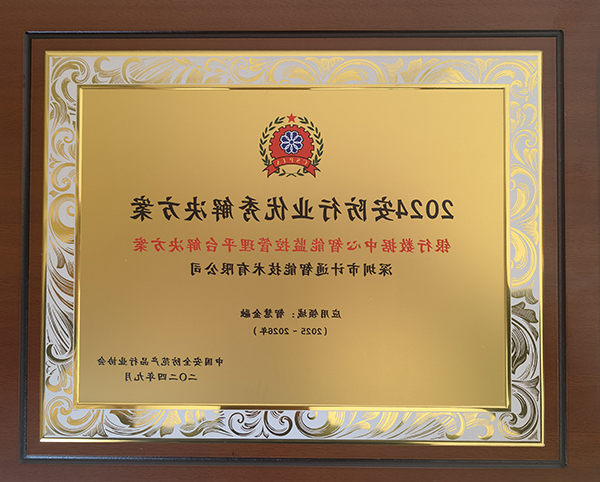 2024安防行业优秀解决方案
银行数据中心智能监控管理平台解决方案
深圳市计通智能技术有限公司
应用领域：智慧金融
（2025－2026年）
中国安全防范产品行业协会
二〇二四年九月